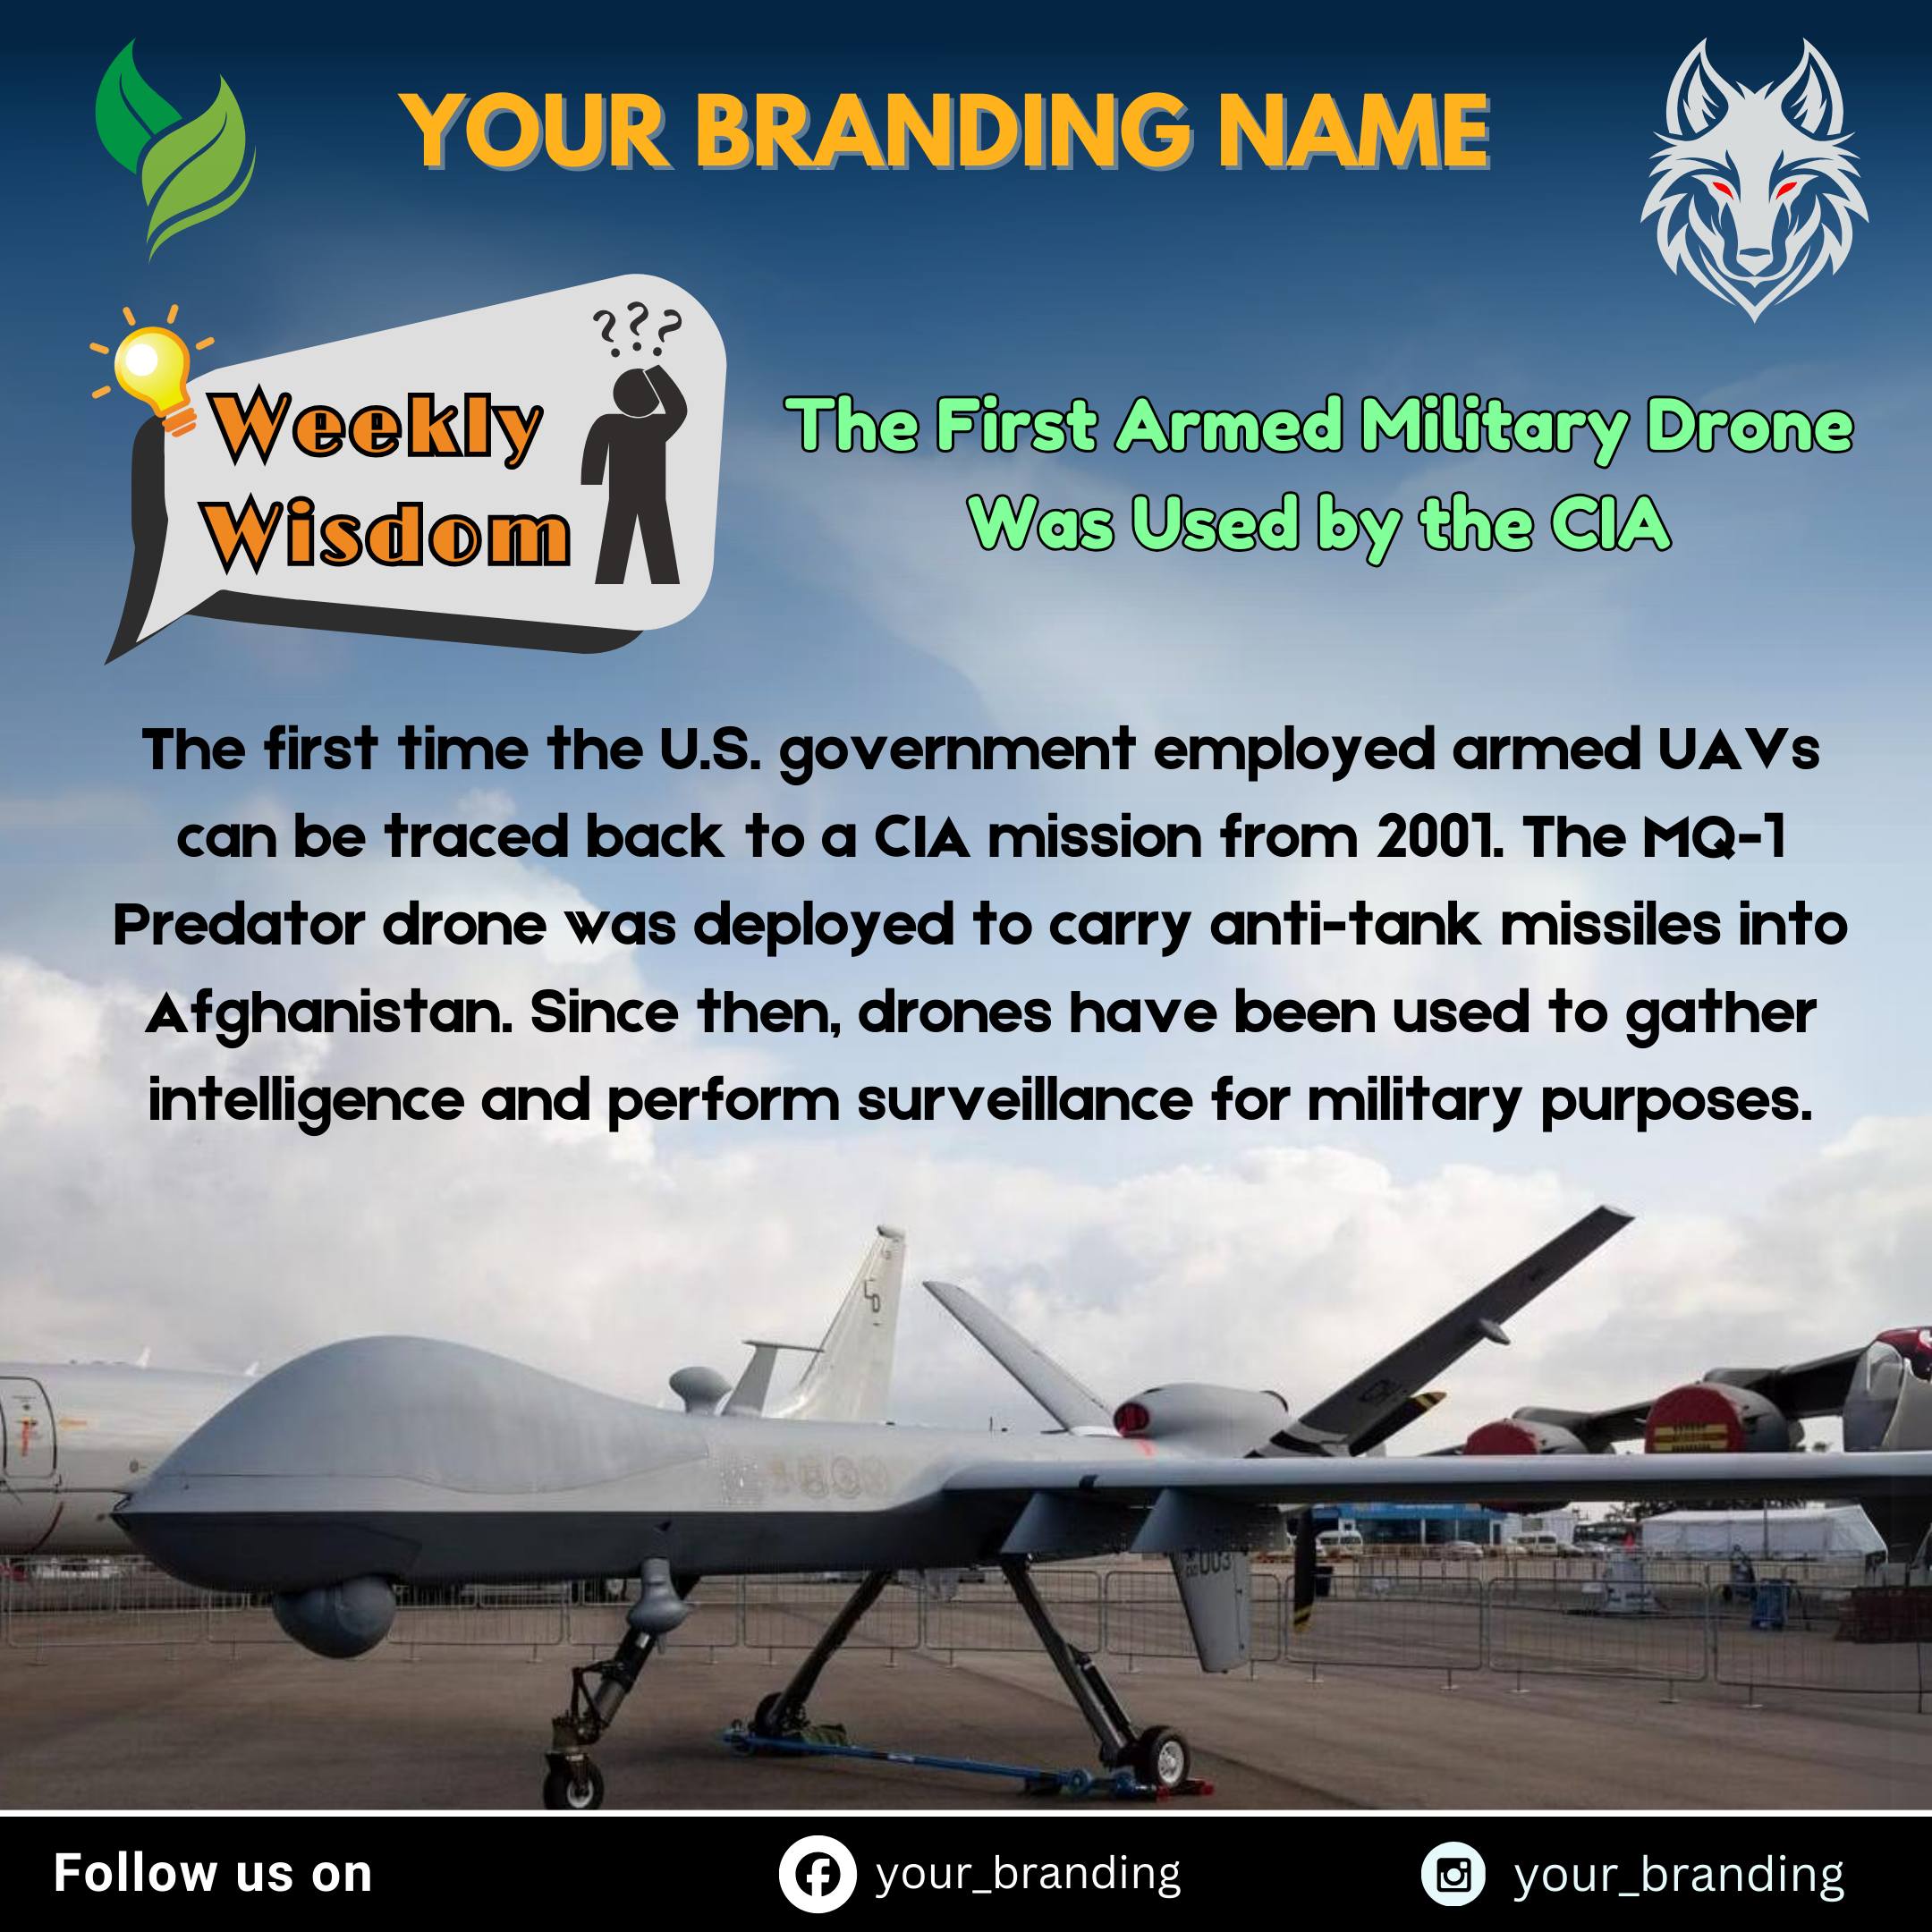 YOUR BRANDING NAME
???
Weekly
Wisdom
The First Armed Military Drone
Was Used by the CIA
The first time the U.S. government employed armed UAVs
can be traced back to a CIA mission from 2001. The MQ-1
Predator drone was deployed to carry anti-tank missiles into
Afghanistan. Since then, drones have been used to gather
intelligence and perform surveillance for military purposes.
003
Follow us on
your_branding
your_branding